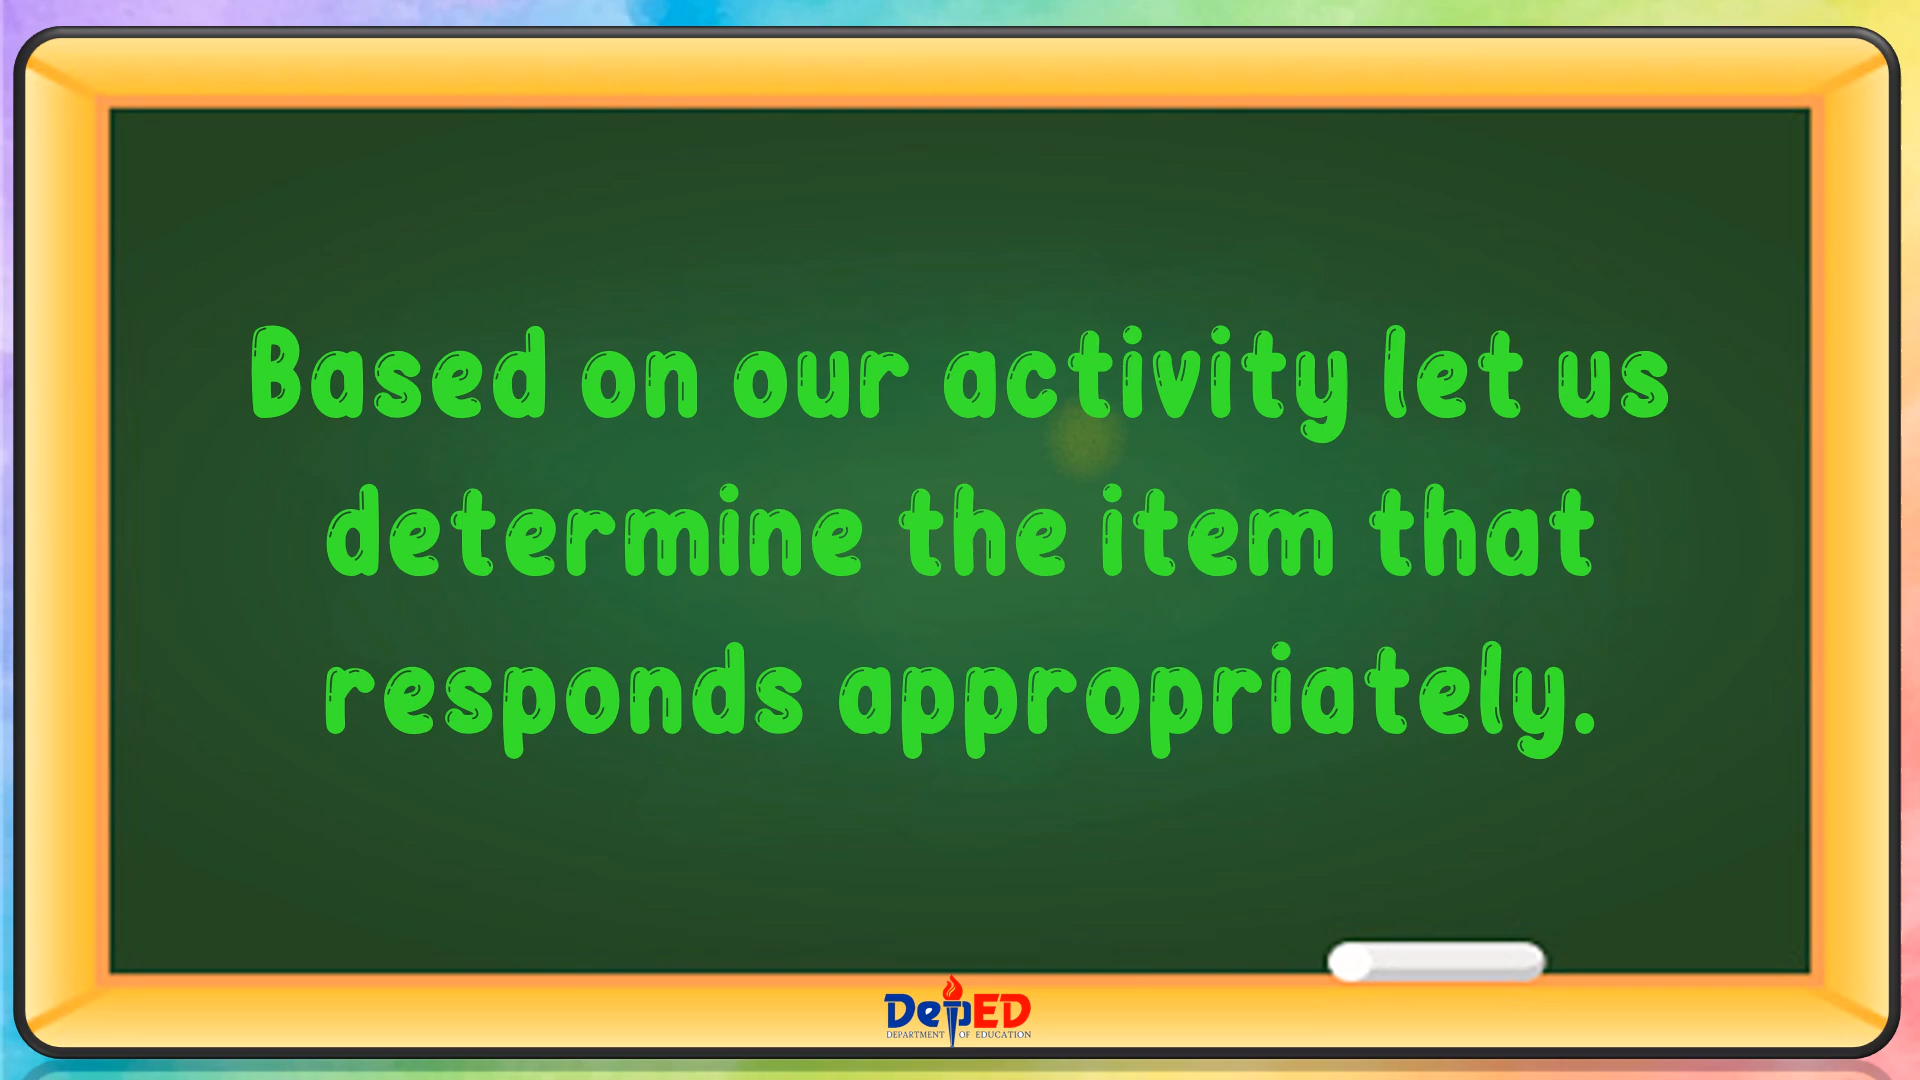 Based on our activity let us
determine the item that
responds appropriately.
DepED
DEPARTMENT OF EDUCATION